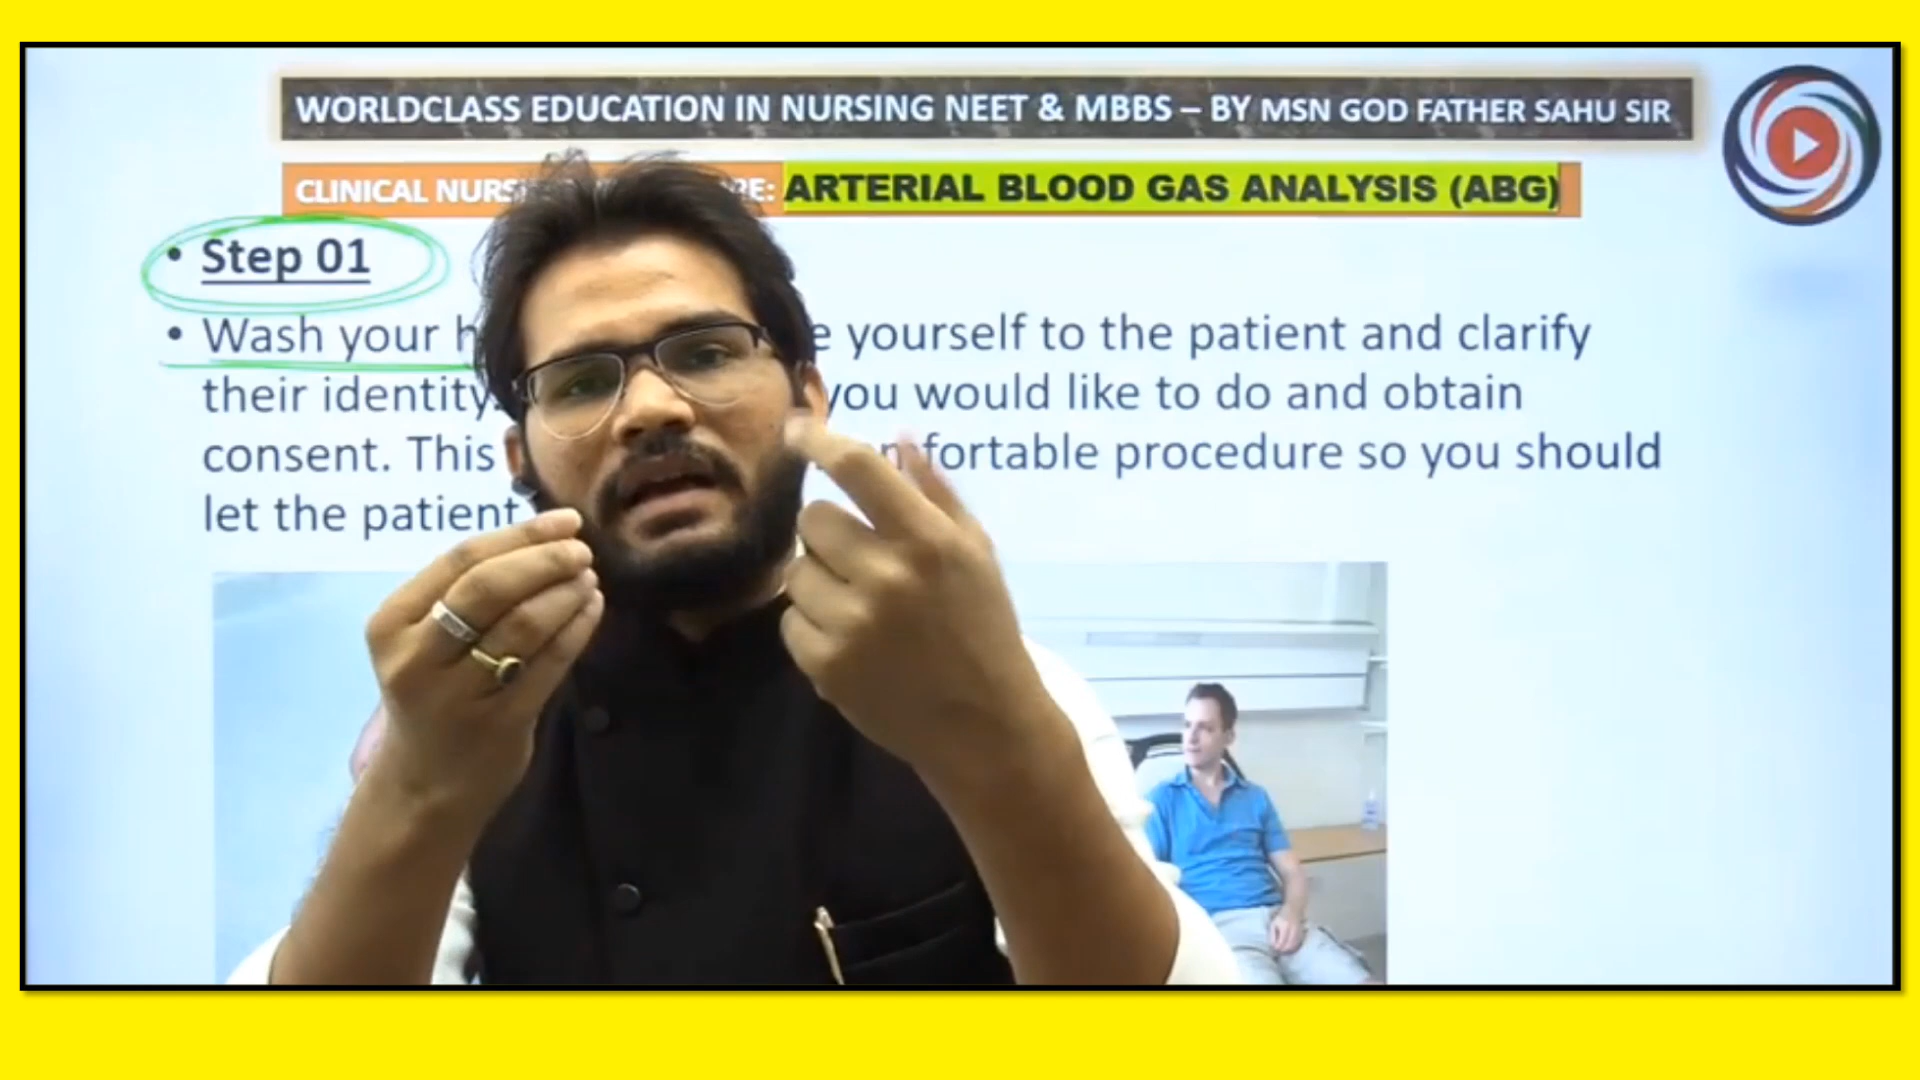 WORLDCLASS EDUCATION IN NURSING NEET & MBBS – BY MSN GOD FATHER SAHU SIR
CLINICAL ARTERIAL BLOOD GAS ANALYSIS (ABG)
• Step 01
• Wash your yourself to the patient and clarify
their identity. you would like to do and obtain
consent. This procedure so you should
let the patient